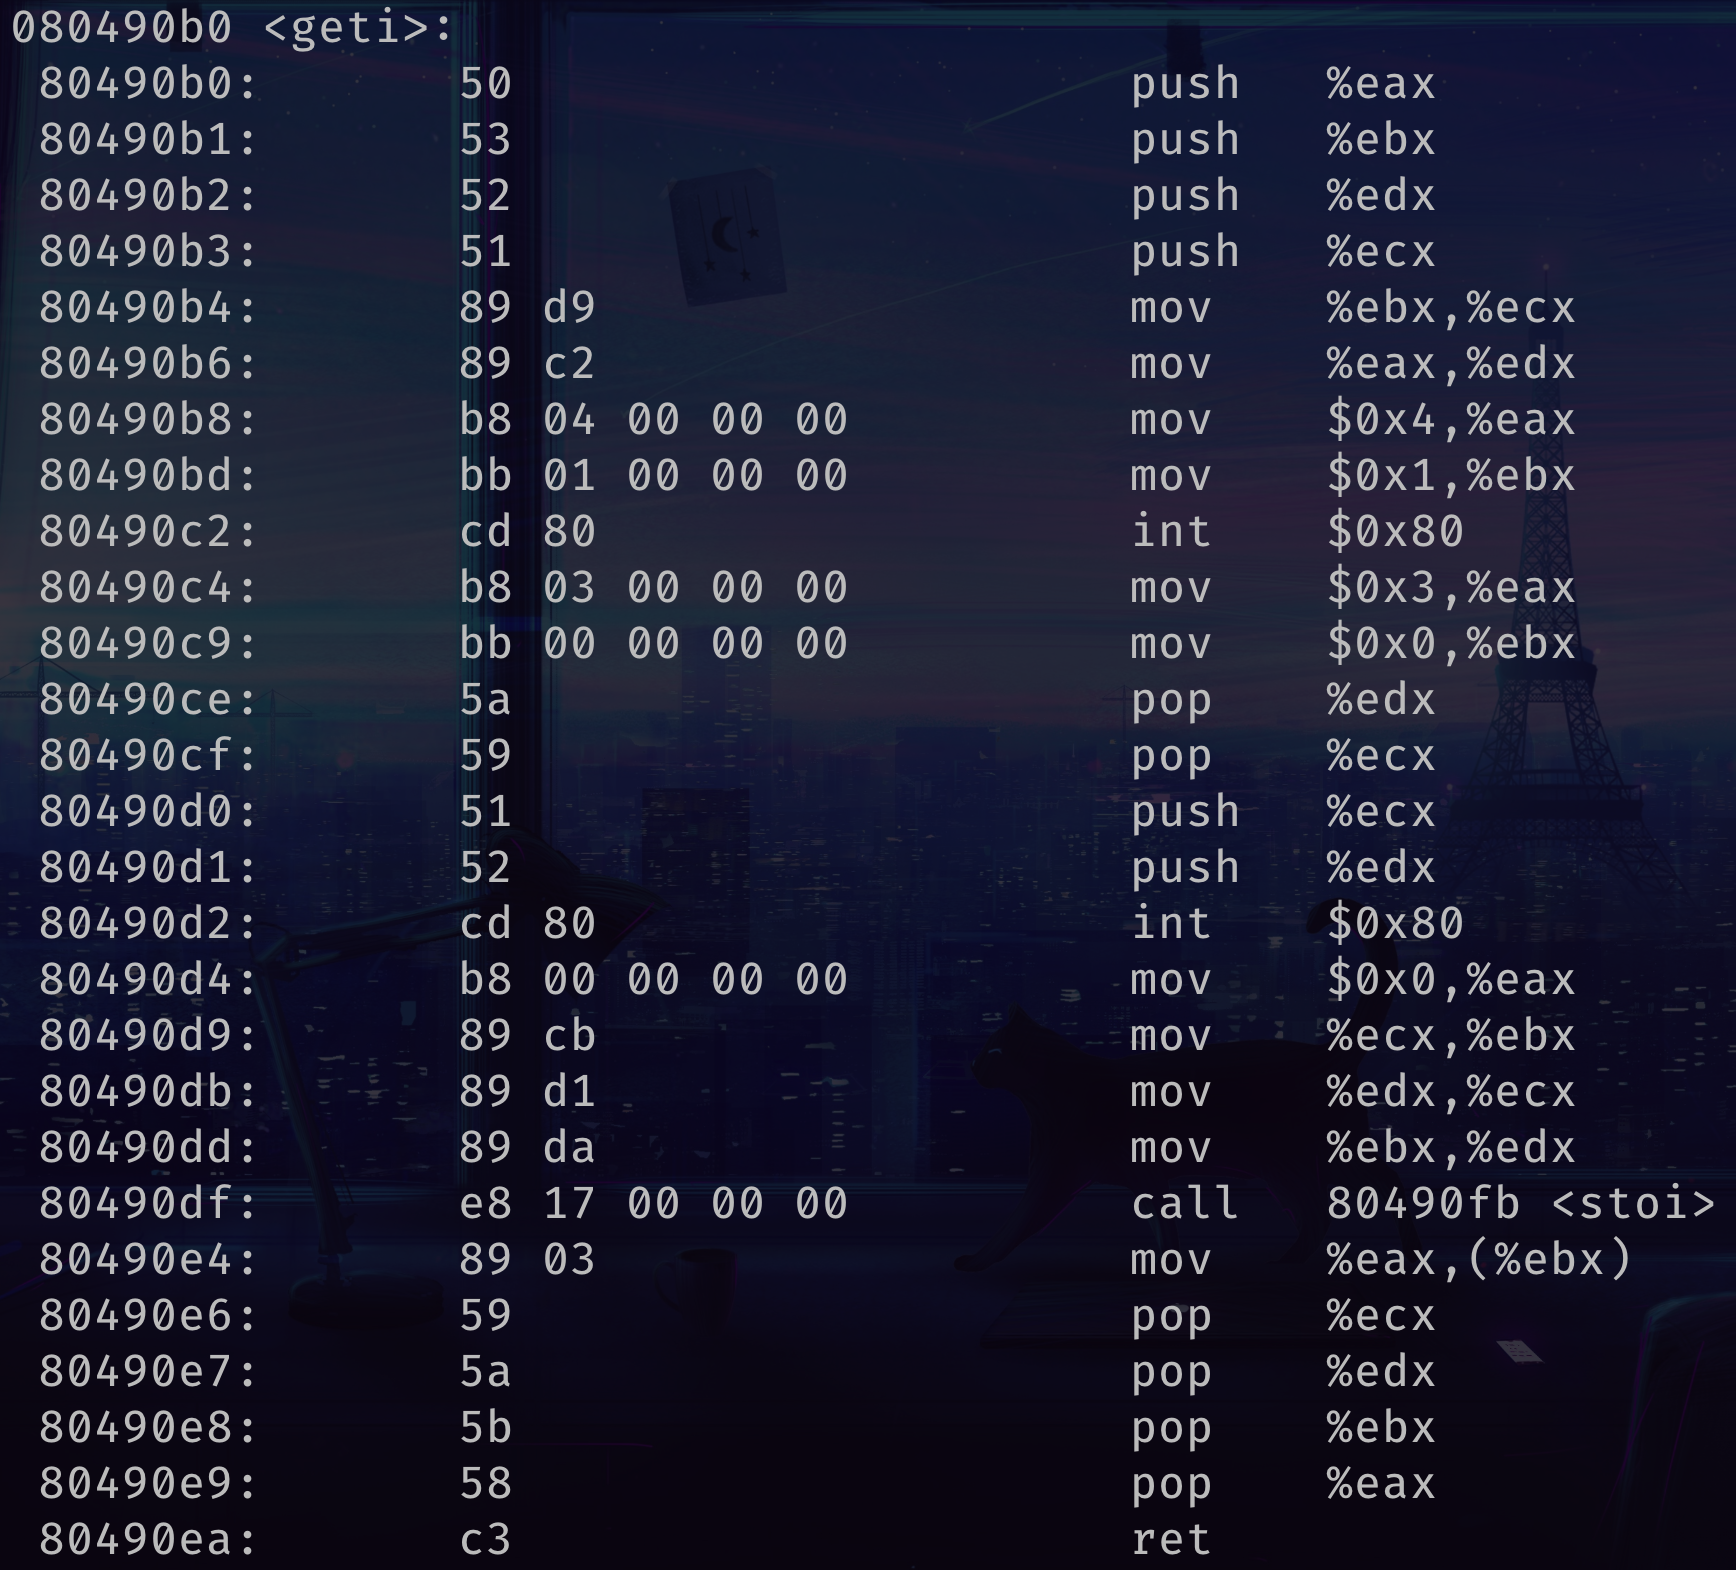 080490b0 <geti>:
 80490b0:	50                   	push   %eax
 80490b1:	53                   	push   %ebx
 80490b2:	52                   	push   %edx
 80490b3:	51                   	push   %ecx
 80490b4:	89 d9                	mov    %ebx,%ecx
 80490b6:	89 c2                	mov    %eax,%edx
 80490b8:	b8 04 00 00 00       	mov    $0x4,%eax
 80490bd:	bb 01 00 00 00       	mov    $0x1,%ebx
 80490c2:	cd 80                	int    $0x80
 80490c4:	b8 03 00 00 00       	mov    $0x3,%eax
 80490c9:	bb 00 00 00 00       	mov    $0x0,%ebx
 80490ce:	5a                   	pop    %edx
 80490cf:	59                   	pop    %ecx
 80490d0:	51                   	push   %ecx
 80490d1:	52                   	push   %edx
 80490d2:	cd 80                	int    $0x80
 80490d4:	b8 00 00 00 00       	mov    $0x0,%eax
 80490d9:	89 cb                	mov    %ecx,%ebx
 80490db:	89 d1                	mov    %edx,%ecx
 80490dd:	89 da                	mov    %ebx,%edx
 80490df:	e8 17 00 00 00       	call   80490fb <stoi>
 80490e4:	89 03                	mov    %eax,(%ebx)
 80490e6:	59                   	pop    %ecx
 80490e7:	5a                   	pop    %edx
 80490e8:	5b                   	pop    %ebx
 80490e9:	58                   	pop    %eax
 80490ea:	c3                   	ret